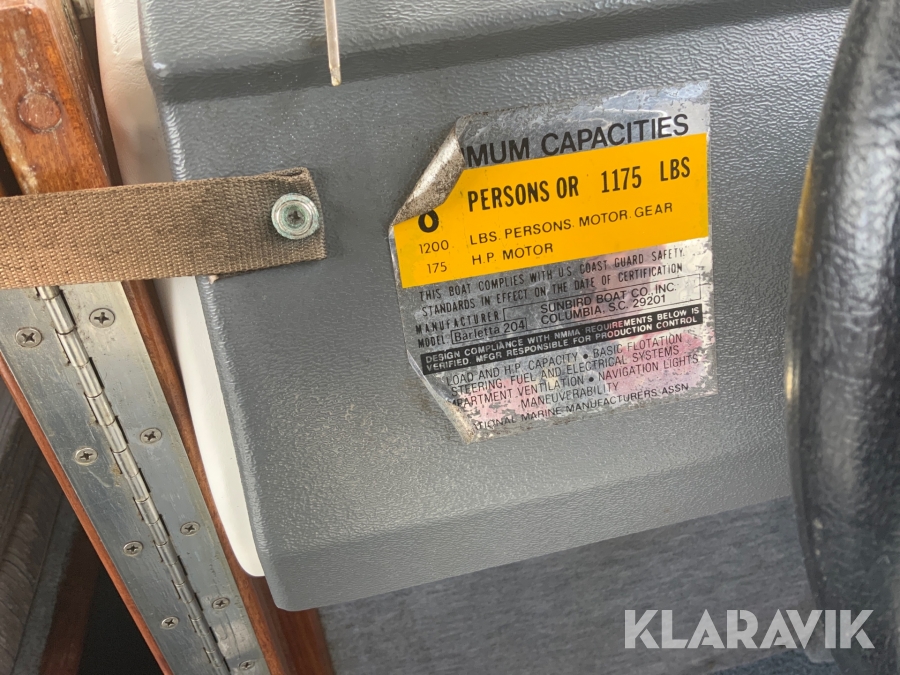 MUM CAPACITIES
PERSONS OR 1175 LBS
1200 LBS. PERSONS, MOTOR, GEAR
175 H.P. MOTOR
THIS BOAT COMPLIES WITH U.S. COAST GUARD SAFETY
STANDARDS IN EFFECT ON THE DATE OF CERTIFICATION
MANUFACTURER SUNBIRD BOAT CO., INC.
COLUMBIA, S.C. 29201
MODEL Barletta 204
DESIGN COMPLIANCE WITH NMMA REQUIREMENTS BELOW IS
VERIFIED. MFGR RESPONSIBLE FOR PRODUCTION CONTROL
LOAD AND H.P. CAPACITY • BASIC FLOTATION
STEERING, FUEL AND ELECTRICAL SYSTEMS
PARTMENT VENTILATION • NAVIGATION LIGHTS
MANEUVERABILITY
TIONAL MARINE MANUFACTURERS ASSN
KLARAVIK